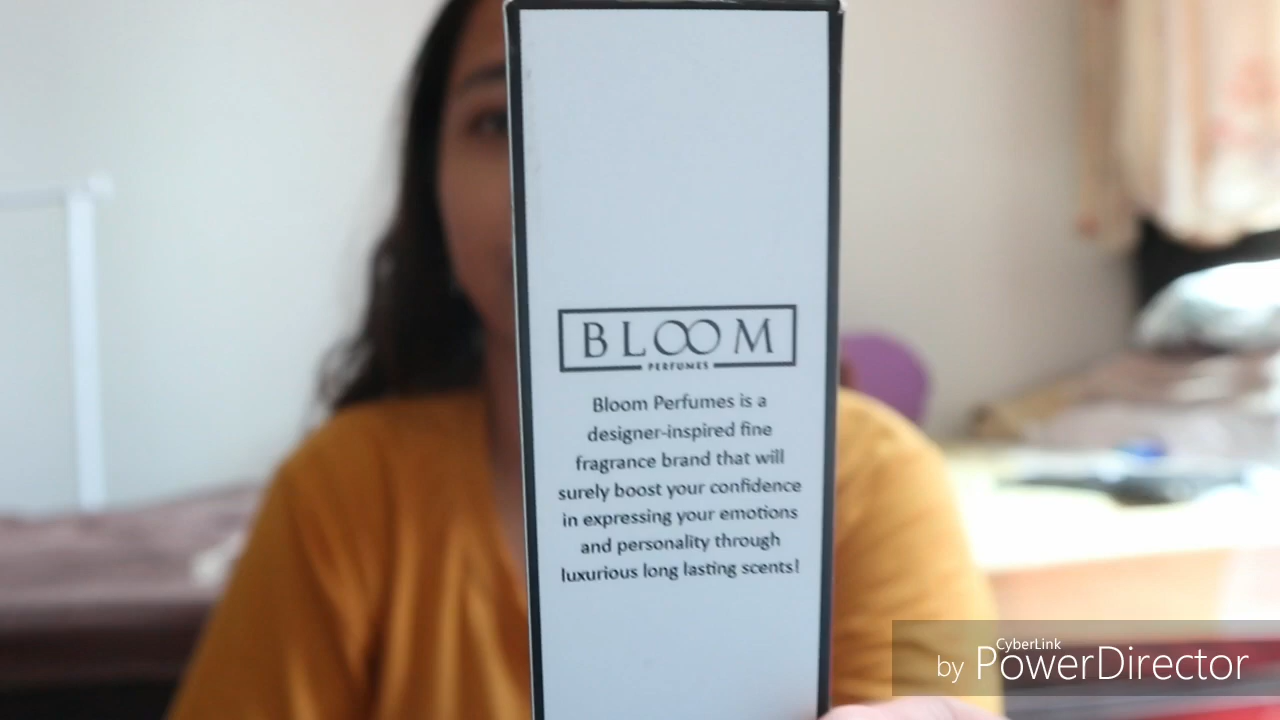 BLOOM
PERFUMES
Bloom Perfumes is a
designer-inspired fine
fragrance brand that will
surely boost your confidence
in expressing your emotions
and personality through
luxurious long lasting scents!
CyberLink
by PowerDirector